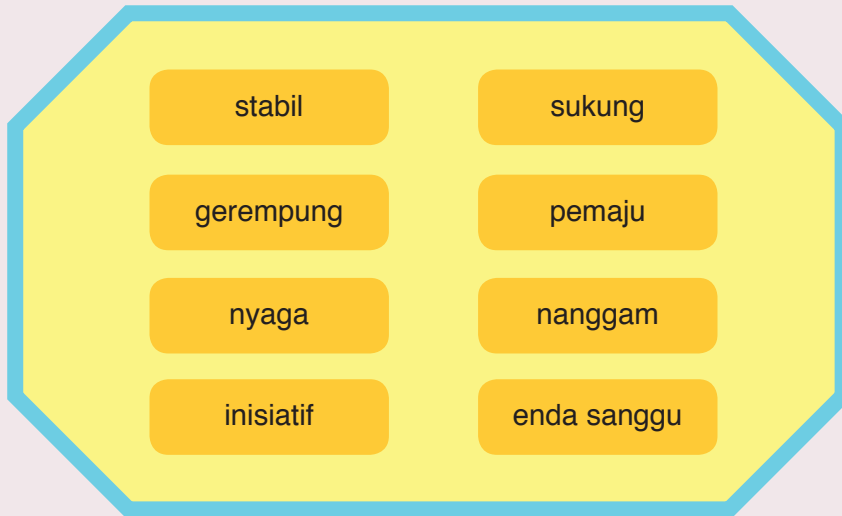 stabil
sukung
gerempung
pemaju
nyaga
nanggam
inisiatif
enda sanggu